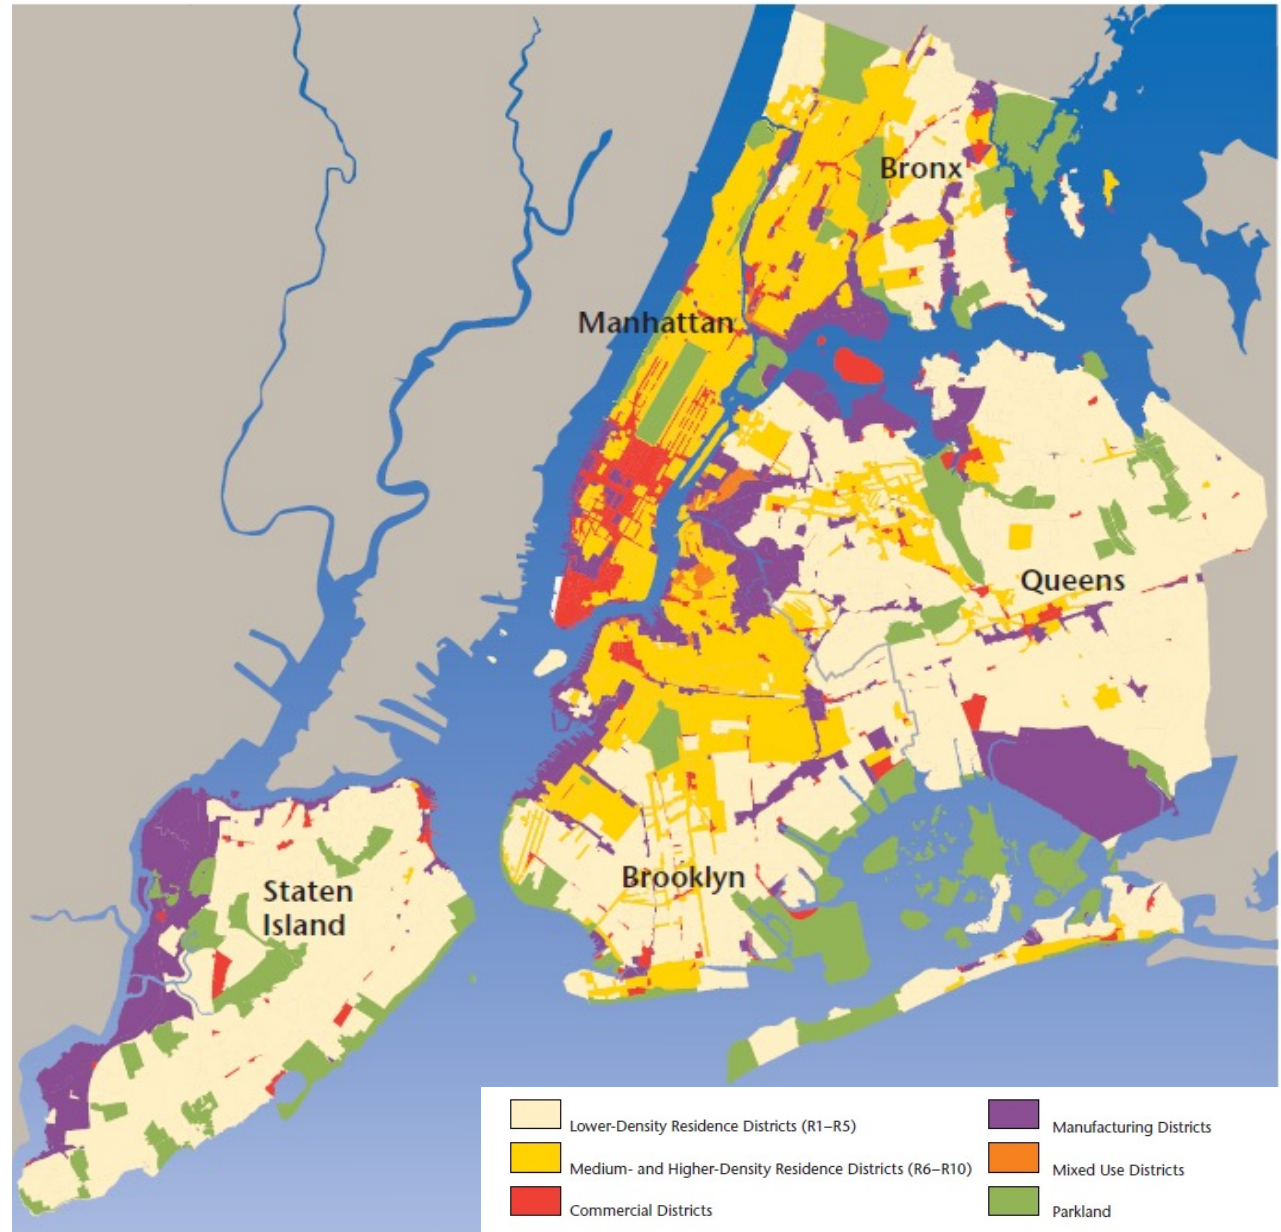 Bronx
Manhattan
Queens
Brooklyn
Staten
Island
Lower-Density Residence Districts (R1–R5)
Medium- and Higher-Density Residence Districts (R6–R10)
Commercial Districts
Manufacturing Districts
Mixed Use Districts
Parkland